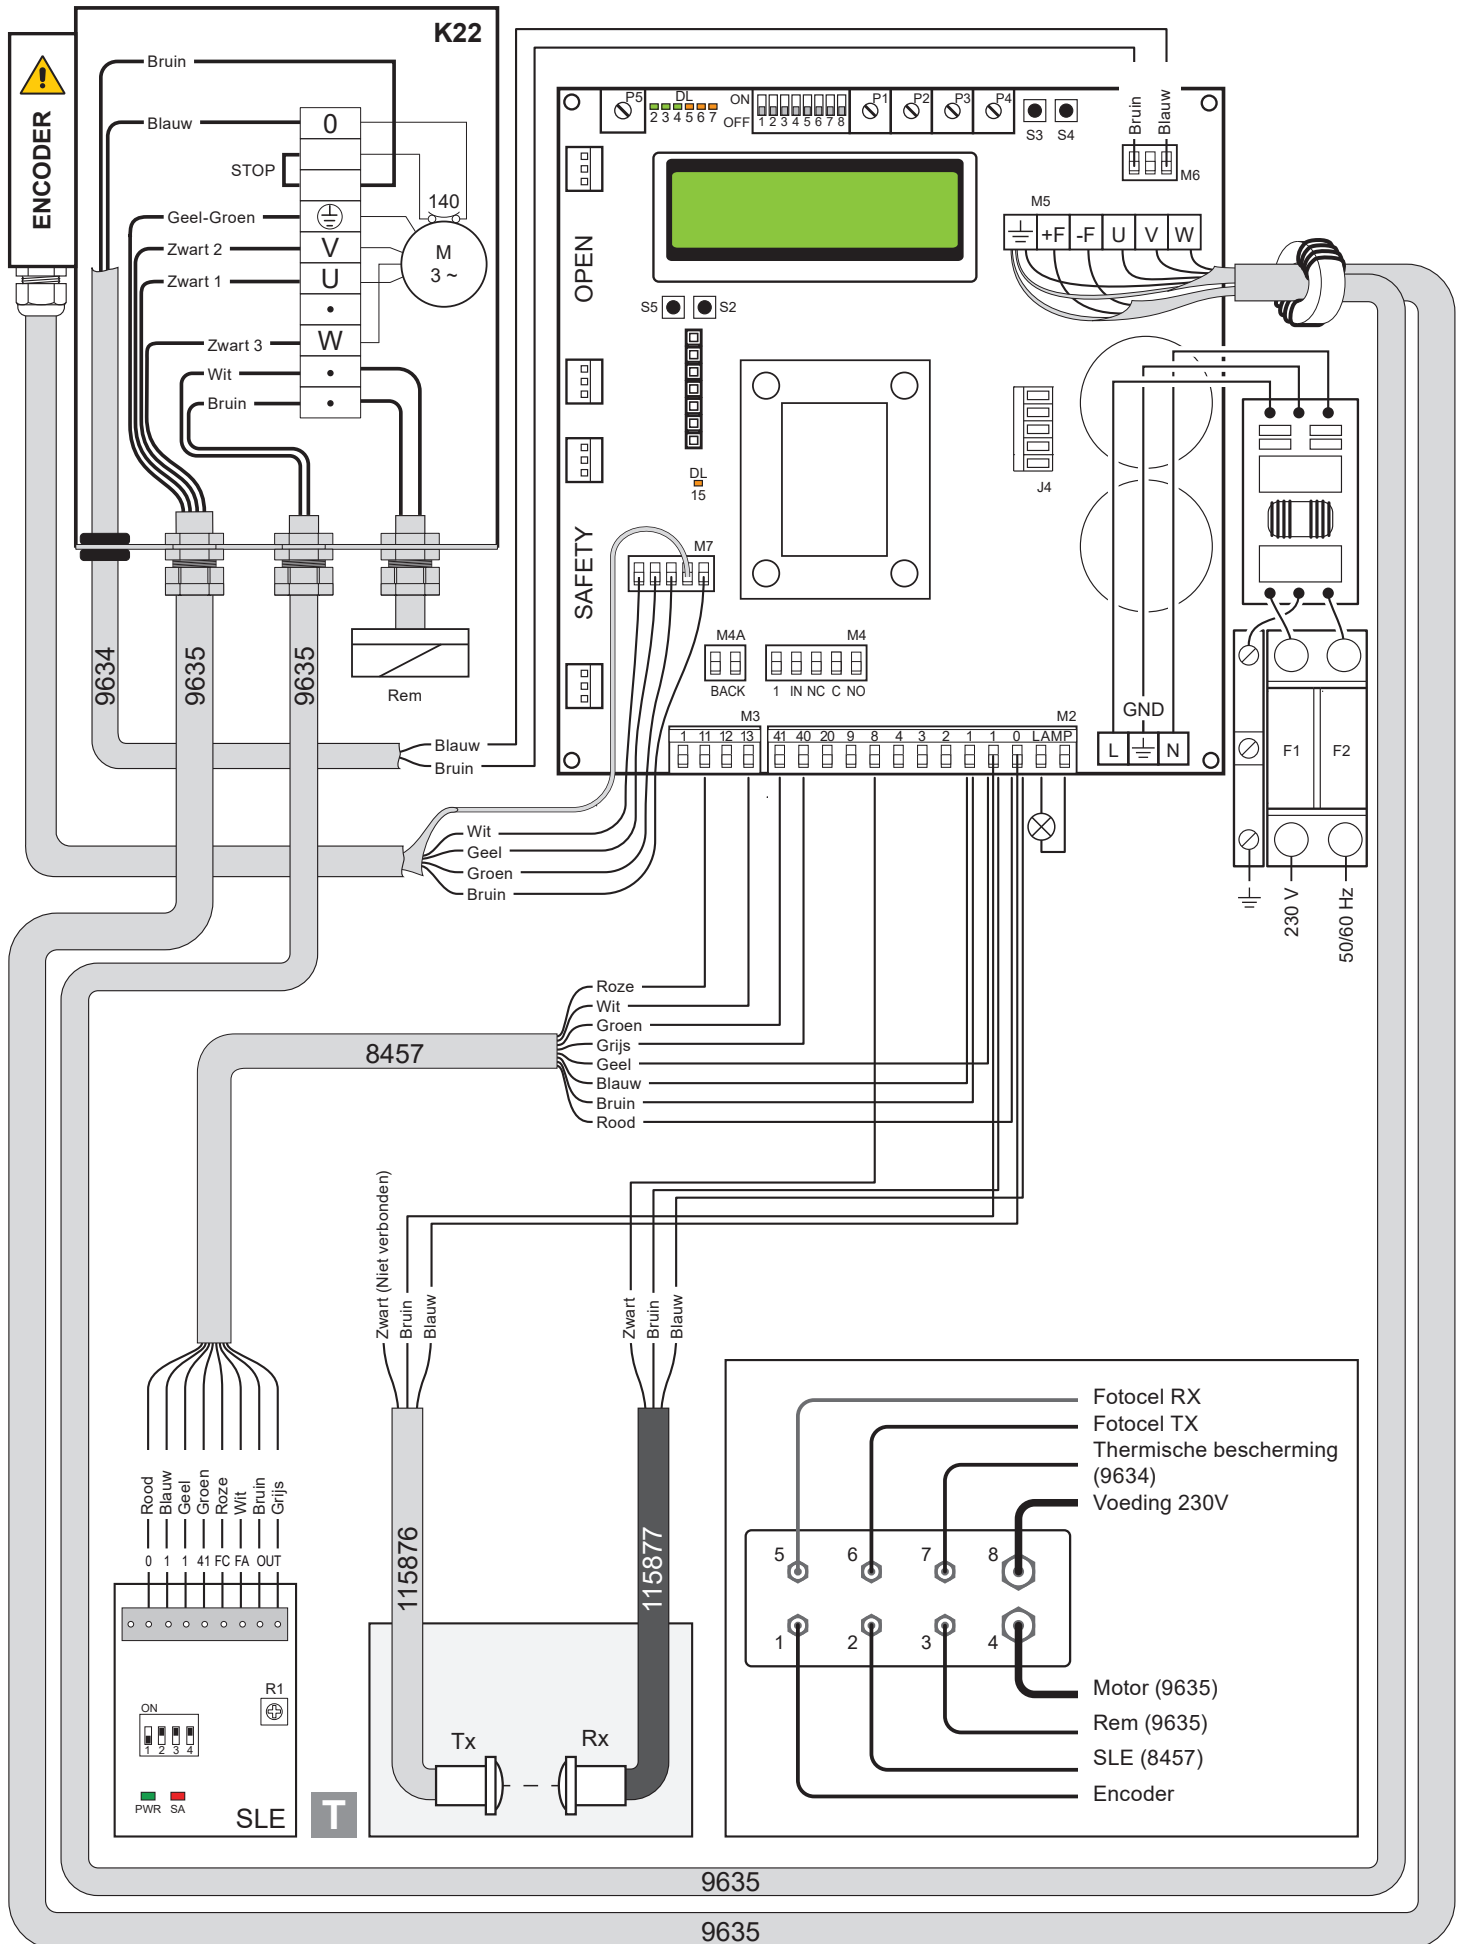 K22
ENCODER
Bruin
Blauw
0
STOP
140
Geel-Groen
Zwart 2
V
M
3 ~
Zwart 1
U
•
Zwart 3
W
Wit
•
Bruin
•
9634
9635
9635
Rem
Blauw
Bruin
P5
DL
2 3 4 5 6 7
ON
OFF
1 2 3 4 5 6 7 8
P1
P2
P3
P4
S3
S4
Bruin
Blauw
M6
M5
+F
-F
U
V
W
OPEN
S5
S2
J4
DL
15
SAFETY
M7
M4A
BACK
M4
1 IN NC C NO
M3
1 11 12 13
M2
41 40 20 9 8 4 3 2 1 1 0 LAMP
GND
L
N
F1
F2
230 V
50/60 Hz
Wit
Geel
Groen
Bruin
Roze
Wit
Groen
Grijs
Geel
Blauw
Bruin
Rood
8457
Zwart (Niet verbonden)
Bruin
Blauw
Zwart
Bruin
Blauw
115876
115877
Tx
Rx
Rood
Blauw
Geel
Groen
Roze
Wit
Bruin
Grijs
0 1 1 41 FC FA OUT
R1
ON
1 2 3 4
PWR
SA
SLE
T
Fotocel RX
Fotocel TX
Thermische bescherming
(9634)
Voeding 230V
5
6
7
8
1
2
3
4
Motor (9635)
Rem (9635)
SLE (8457)
Encoder
9635
9635